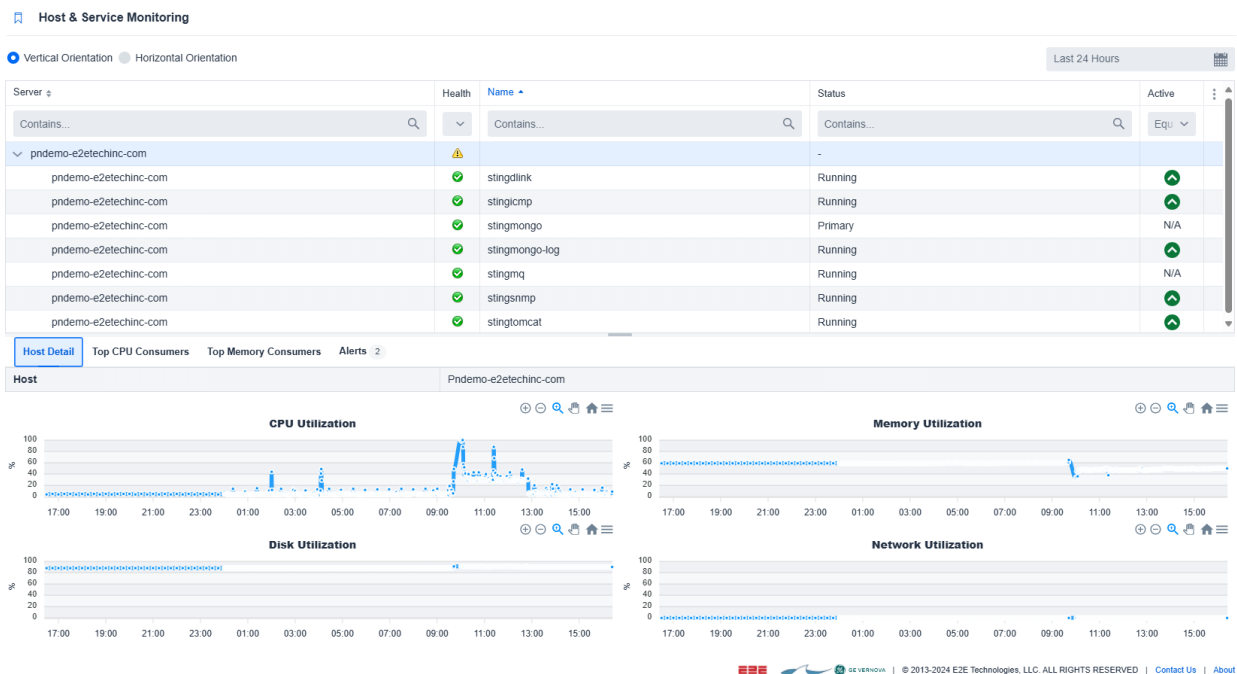 Host & Service Monitoring
Vertical Orientation Horizontal Orientation Last 24 Hours
Server Health Name Status Active
Contains... Contains... Contains... Equ
pndemo-e2etechinc-com -
pndemo-e2etechinc-com stingdlink Running
pndemo-e2etechinc-com stingicmp Running
pndemo-e2etechinc-com stingmongo Primary N/A
pndemo-e2etechinc-com stingmongo-log Running
pndemo-e2etechinc-com stingmq Running N/A
pndemo-e2etechinc-com stingsnmp Running
pndemo-e2etechinc-com stingtomcat Running
Host Detail Top CPU Consumers Top Memory Consumers Alerts 2
Host Pndemo-e2etechinc-com
CPU Utilization
100
80
60
40
20
0
%
17:00 19:00 21:00 23:00 01:00 03:00 05:00 07:00 09:00 11:00 13:00 15:00
Memory Utilization
100
80
60
40
20
0
%
17:00 19:00 21:00 23:00 01:00 03:00 05:00 07:00 09:00 11:00 13:00 15:00
Disk Utilization
100
80
60
40
20
0
%
17:00 19:00 21:00 23:00 01:00 03:00 05:00 07:00 09:00 11:00 13:00 15:00
Network Utilization
100
80
60
40
20
0
%
17:00 19:00 21:00 23:00 01:00 03:00 05:00 07:00 09:00 11:00 13:00 15:00
E2E GE VERNOVA | © 2013-2024 E2E Technologies, LLC. ALL RIGHTS RESERVED | Contact Us | About